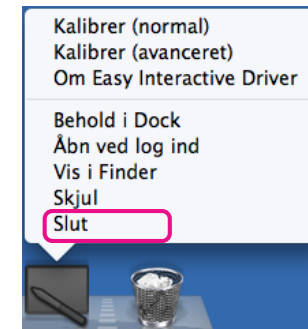 Kalibrer (normal)
Kalibrer (avanceret)
Om Easy Interactive Driver
Behold i Dock
Åbn ved log ind
Vis i Finder
Skjul
Slut